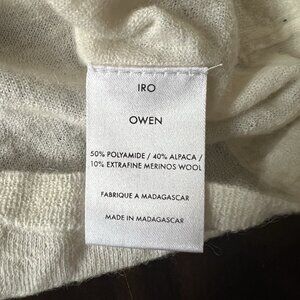 IRO
OWEN
50% POLYAMIDE / 40% ALPACA /
10% EXTRAFINE MERINOS WOOL
FABRIQUE A MADAGASCAR
MADE IN MADAGASCAR